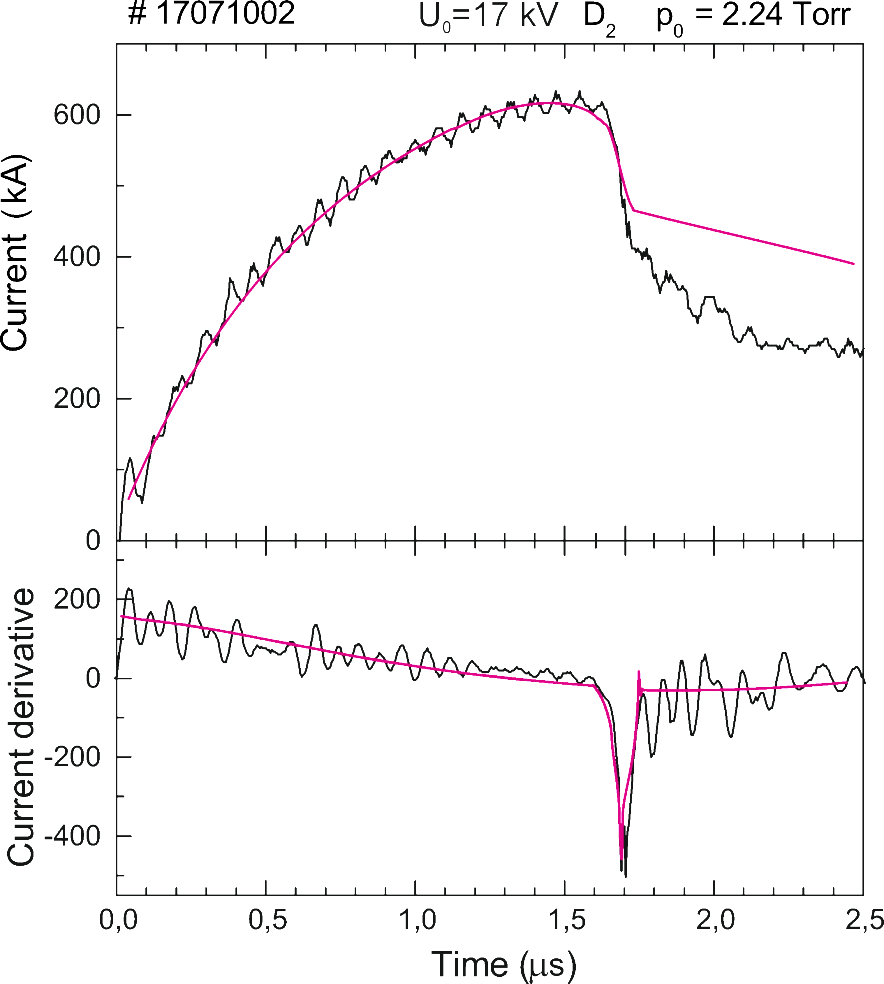 # 17071002 U₀=17 kV D₂ p₀ = 2.24 Torr
Current (kA)
600
400
200
0
Current derivative
200
0
-200
-400
0,0 0,5 1,0 1,5 2,0 2,5
Time (μs)